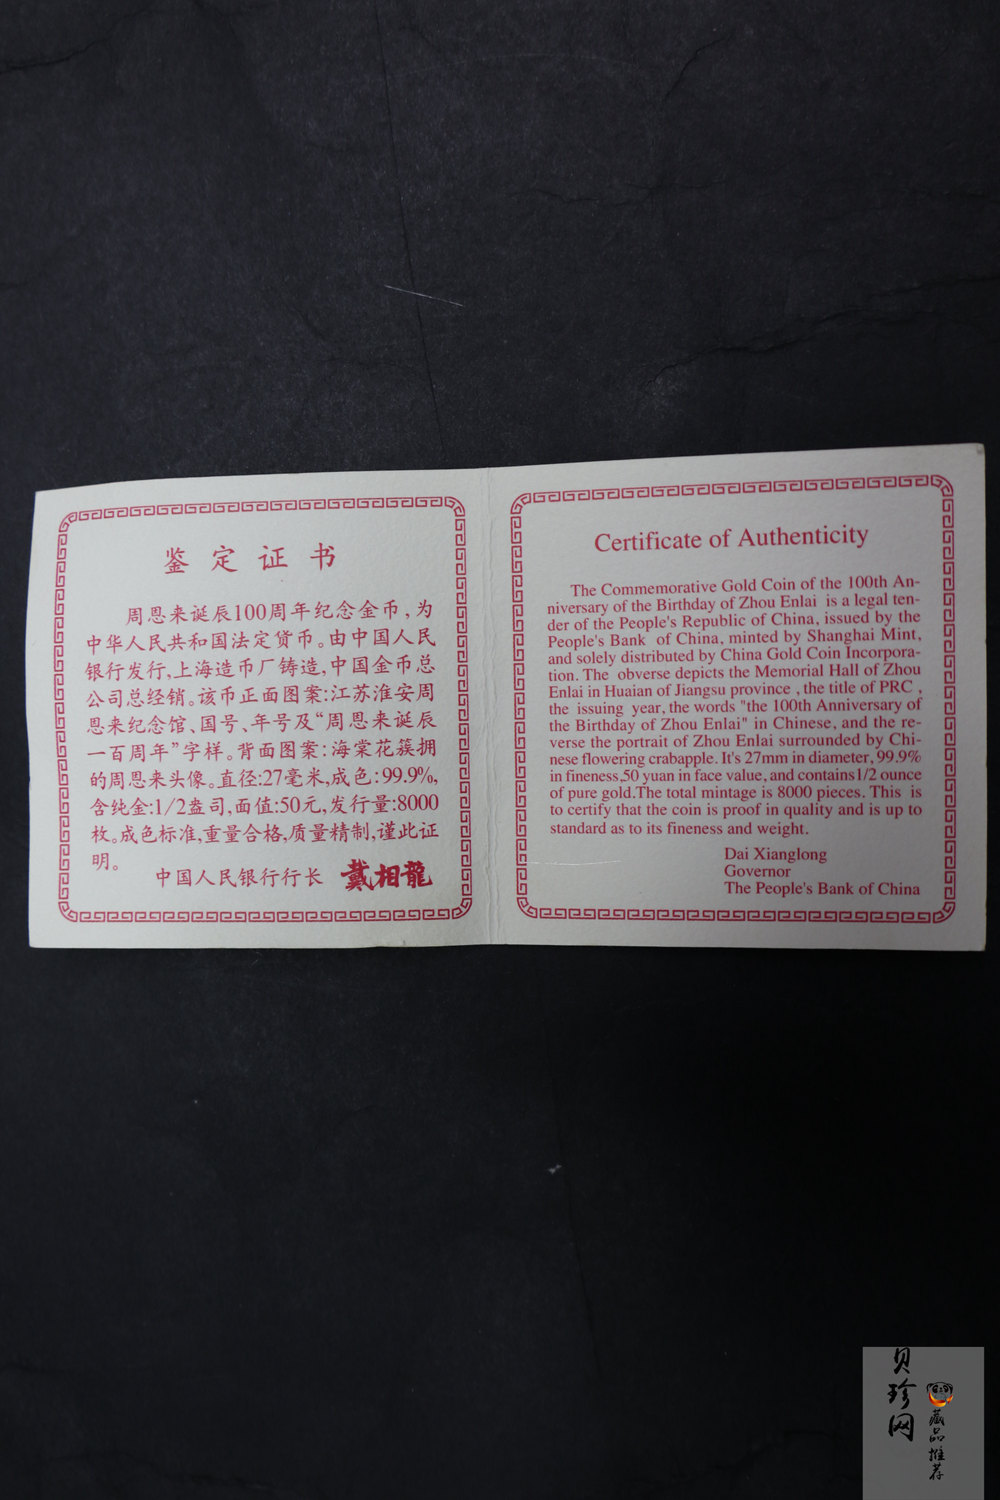 鉴定证书
周恩来诞辰100周年纪念金币,为
中华人民共和国法定货币。由中国人民
银行发行,上海造币厂铸造,中国金币总
公司总经销。该币正面图案:江苏淮安周
恩来纪念馆、国号、年号及“周恩来诞辰
一百周年”字样。背面图案:海棠花簇拥
的周恩来头像。直径:27毫米,成色:99.9%,
含纯金:1/2盎司,面值:50元,发行量:8000
枚。成色标准,重量合格,质量精制,谨此证
明。
中国人民银行行长 戴相龍
Certificate of Authenticity
The Commemorative Gold Coin of the 100th An-
niversary of the Birthday of Zhou Enlai is a legal ten-
der of the People's Republic of China, issued by the
People's Bank of China, minted by Shanghai Mint,
and solely distributed by China Gold Coin Incorpora-
tion. The obverse depicts the Memorial Hall of Zhou
Enlai in Huaian of Jiangsu province , the title of PRC ,
the issuing year, the words "the 100th Anniversary of
the Birthday of Zhou Enlai" in Chinese, and the re-
verse the portrait of Zhou Enlai surrounded by Chi-
nese flowering crabapple. It's 27mm in diameter, 99.9%
in fineness,50 yuan in face value, and contains1/2 ounce
of pure gold.The total mintage is 8000 pieces. This is
to certify that the coin is proof in quality and is up to
standard as to its fineness and weight.
Dai Xianglong
Governor
The People's Bank of China
贝珍网
藏品推荐